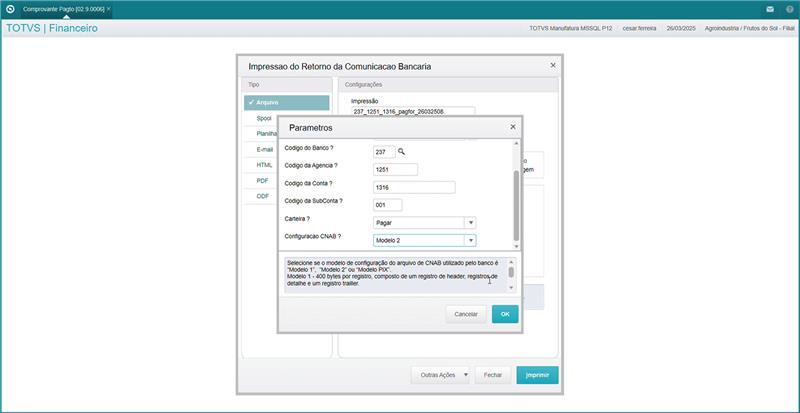 Comprovante Pagto [02.9.0006] ×
TOTVS | Financeiro
TOTVS Manufatura MSSQL P12
cesar.ferreira
26/03/2025
Agroindustria / Frutos do Sol - Filial
Impressao do Retorno da Comunicacao Bancaria
Tipo
Configurações
Arquivo
Impressão
237_1251_1316_pagfor_26032508.
Spool
Planilha
E-mail
HTML
PDF
ODF
Parametros
Codigo do Banco ?
237
Codigo da Agencia ?
1251
Codigo da Conta ?
1316
Codigo da SubConta ?
001
Carteira ?
Pagar
Configuracao CNAB ?
Modelo 2
Selecione se o modelo de configuração do arquivo de CNAB utilizado pelo banco é
“Modelo 1”, “Modelo 2” ou “Modelo PIX”.
Modelo 1 - 400 bytes por registro, composto de um registro de header, registros de
detalhe e um registro trailler.
Cancelar
OK
Outras Ações
Fechar
Imprimir